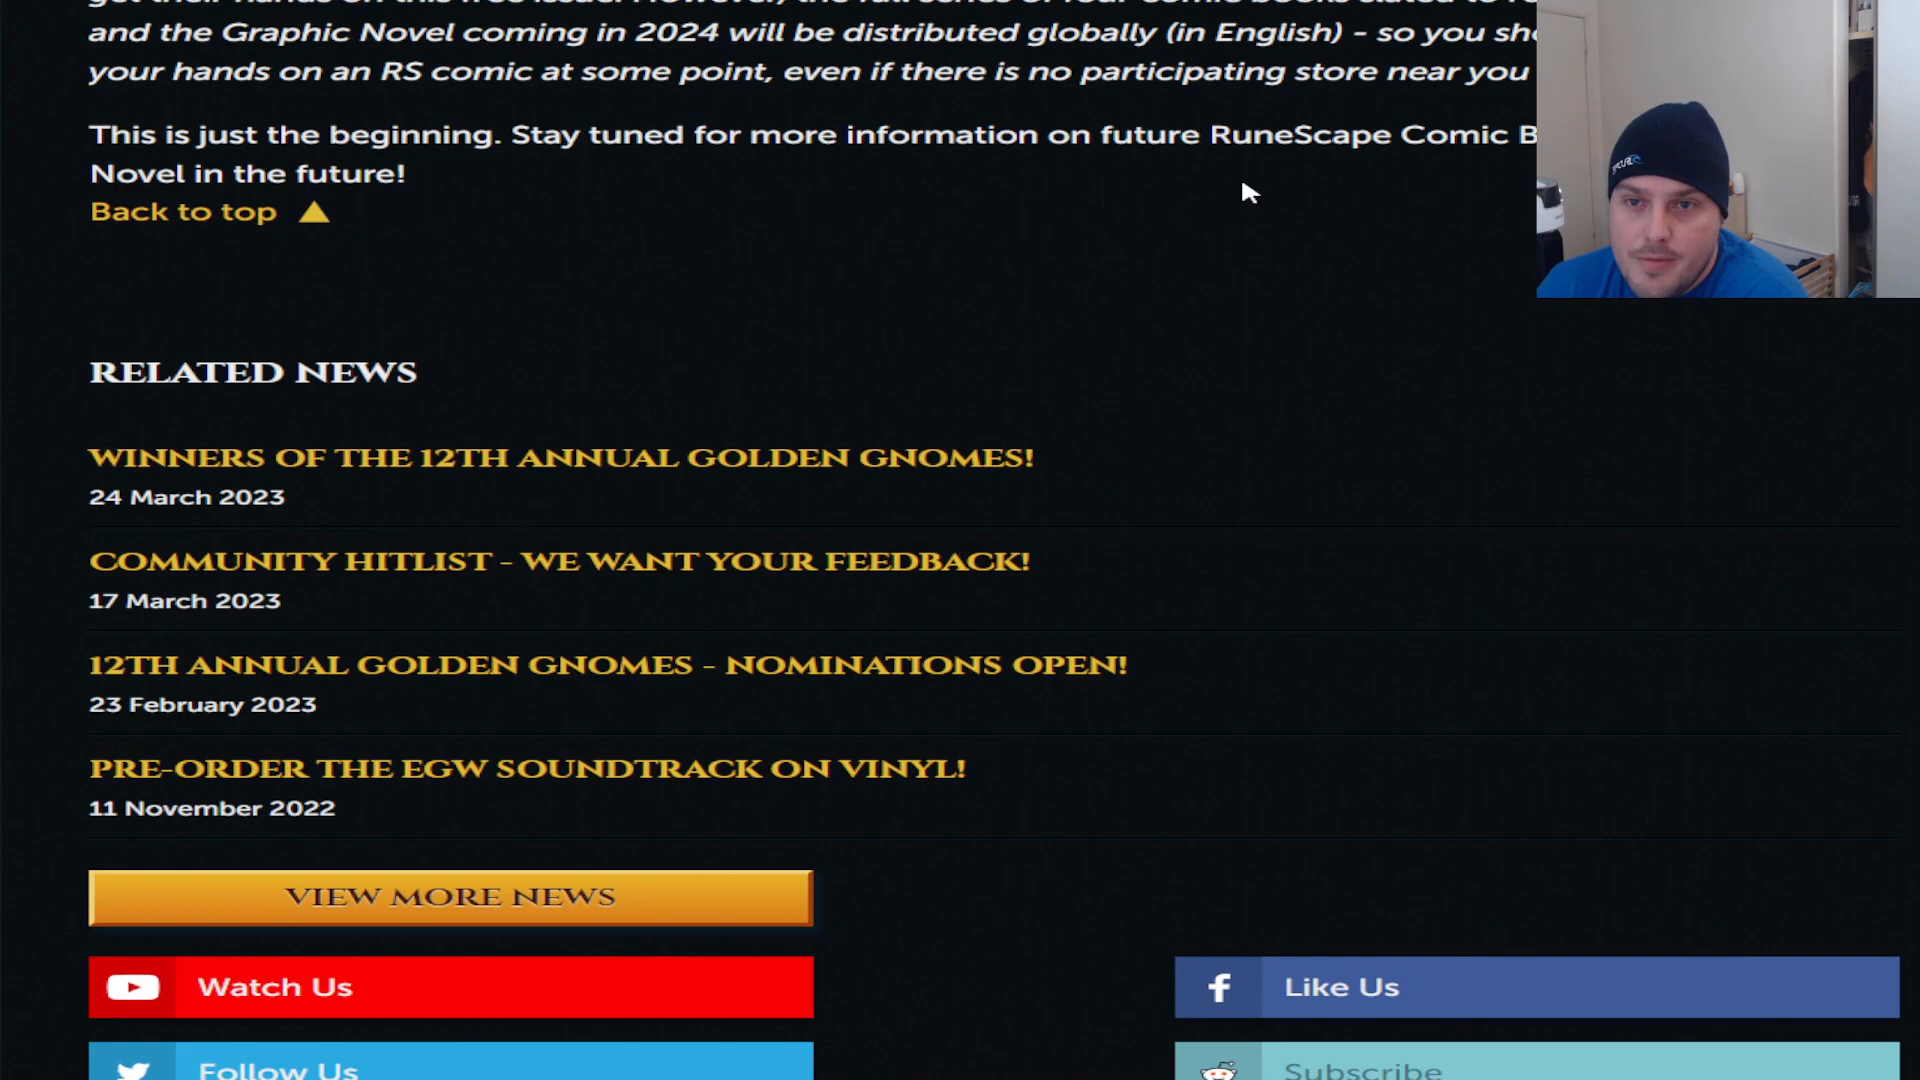 and the Graphic Novel coming in 2024 will be distributed globally (in English) - so you sh
your hands on an RS comic at some point, even if there is no participating store near you
This is just the beginning. Stay tuned for more information on future RuneScape Comic B
Novel in the future!
Back to top
RELATED NEWS
WINNERS OF THE 12TH ANNUAL GOLDEN GNOMES!
24 March 2023
COMMUNITY HITLIST - WE WANT YOUR FEEDBACK!
17 March 2023
12TH ANNUAL GOLDEN GNOMES - NOMINATIONS OPEN!
23 February 2023
PRE-ORDER THE EGW SOUNDTRACK ON VINYL!
11 November 2022
VIEW MORE NEWS
Watch Us
Like Us
Follow Us
Subscribe